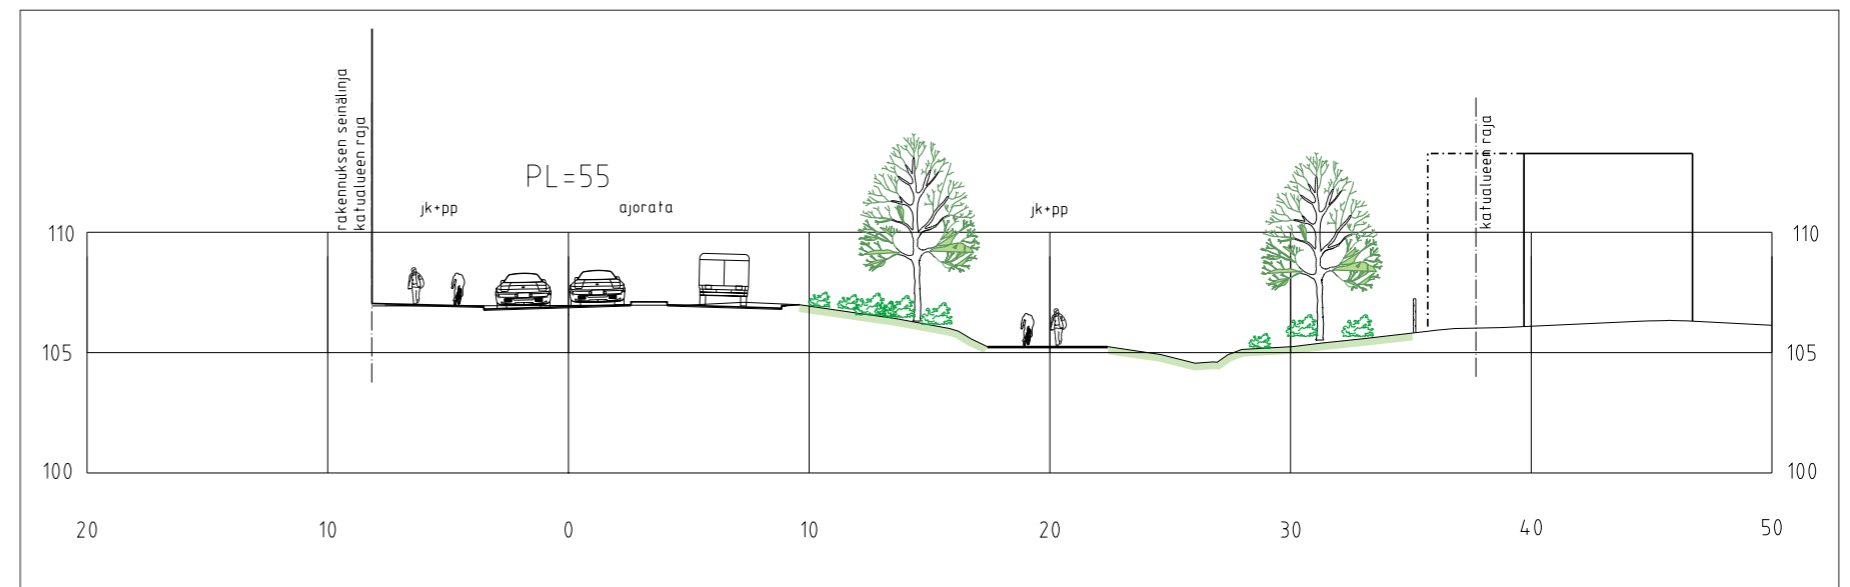 rakennuksen seinälinja
katualueen raja
PL=55
jk+pp
ajorata
jk+pp
katualueen raja
110
110
105
105
100
100
20
10
0
10
20
30
40
50